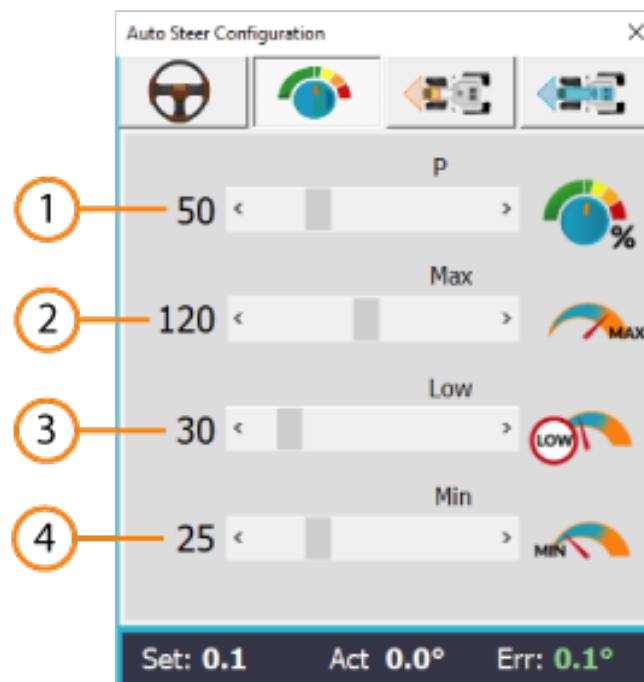 Auto Steer Configuration
P
1 50 %
Max
2 120 MAX
Low
3 30 LOW
Min
4 25 MIN
Set: 0.1 Act 0.0° Err: 0.1°